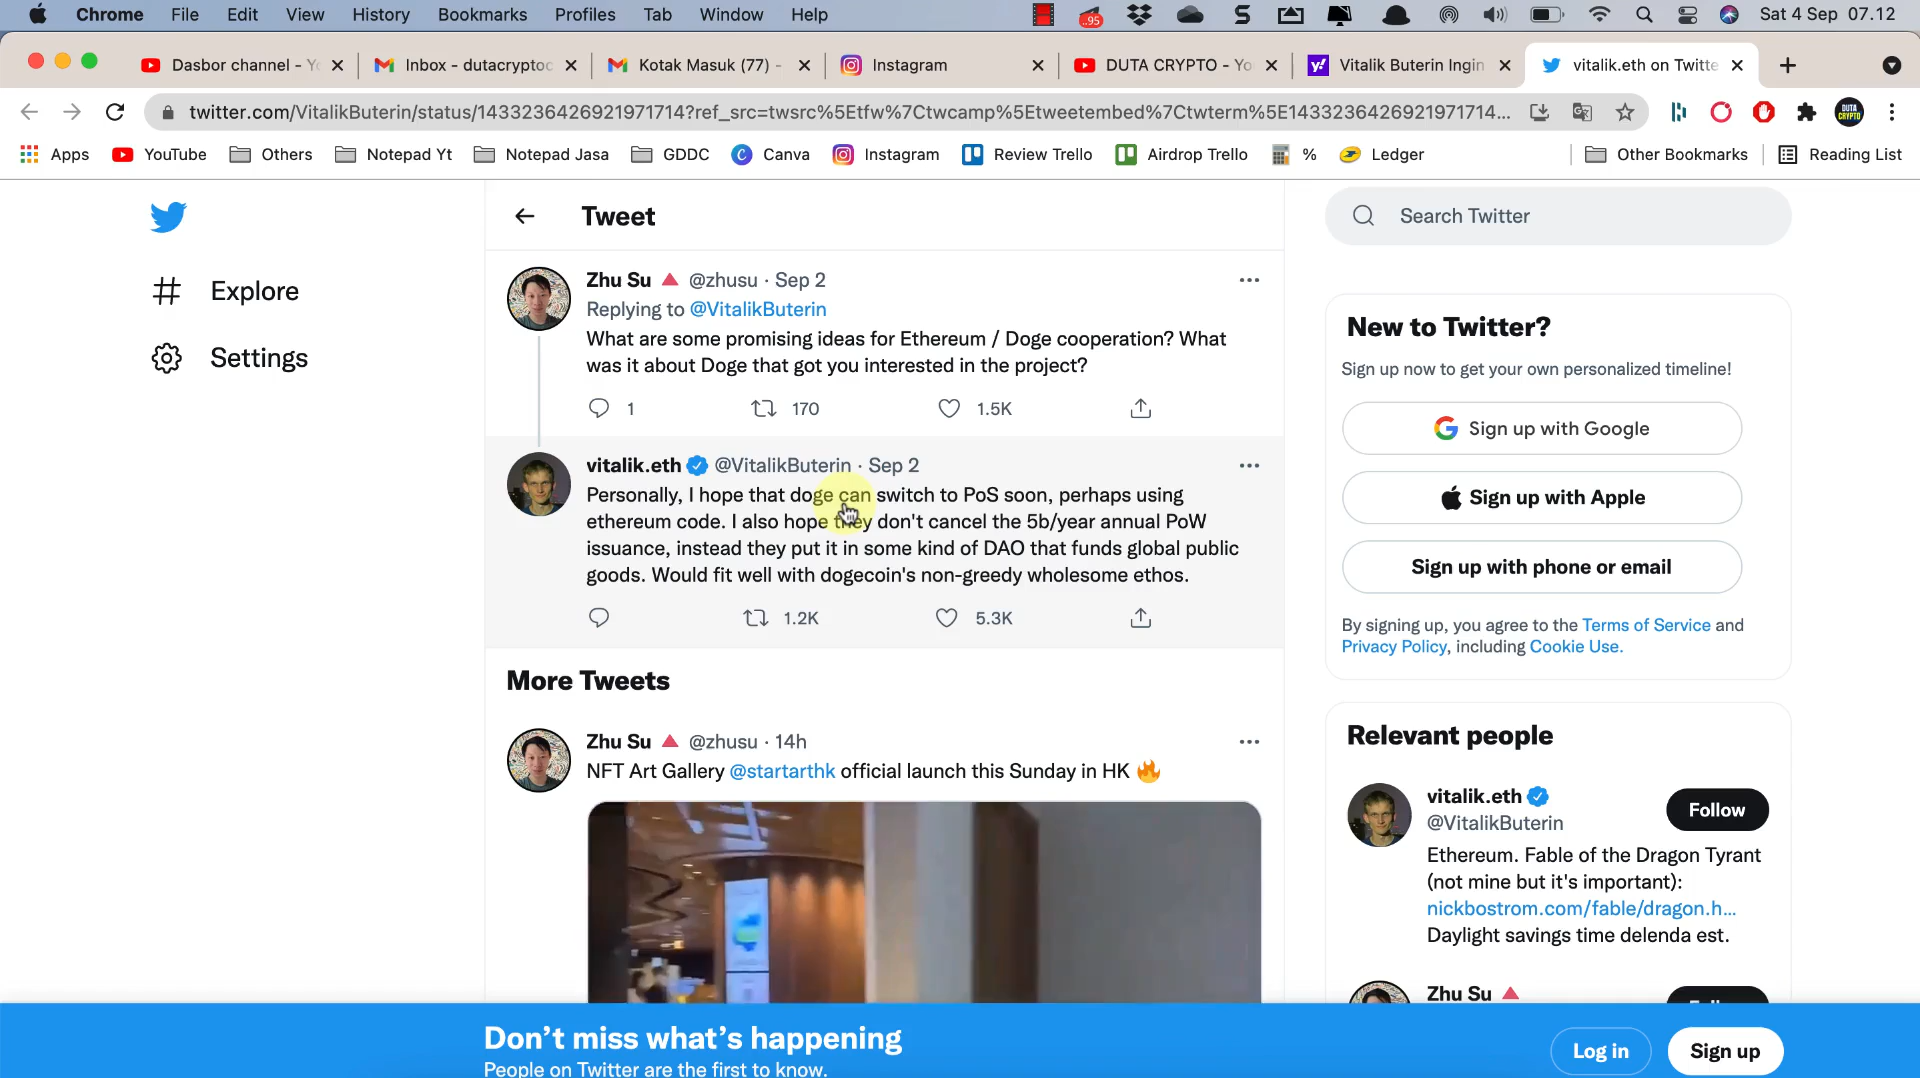 Chrome File Edit View History Bookmarks Profiles Tab Window Help ..95 S Sat 4 Sep 07.12
Dasbor channel - Yo Inbox - dutacryptoc Kotak Masuk (77) - Instagram DUTA CRYPTO - You Vitalik Buterin Ingin vitalik.eth on Twitte
twitter.com/VitalikButerin/status/1433236426921971714?ref_src=twsrc%5Etfw%7Ctwcamp%5Etweetembed%7Ctwterm%5E1433236426921971714... DUTA CRYPTO
Apps YouTube Others Notepad Yt Notepad Jasa GDDC Canva Instagram Review Trello Airdrop Trello % Ledger Other Bookmarks Reading List
Tweet
Zhu Su @zhusu · Sep 2
Replying to @VitalikButerin
What are some promising ideas for Ethereum / Doge cooperation? What
was it about Doge that got you interested in the project?
1 170 1.5K
vitalik.eth @VitalikButerin · Sep 2
Personally, I hope that doge can switch to PoS soon, perhaps using
ethereum code. I also hope they don't cancel the 5b/year annual PoW
issuance, instead they put it in some kind of DAO that funds global public
goods. Would fit well with dogecoin's non-greedy wholesome ethos.
1.2K 5.3K
More Tweets
Zhu Su @zhusu · 14h
NFT Art Gallery @startarthk official launch this Sunday in HK 🔥
Explore
Settings
Search Twitter
New to Twitter?
Sign up now to get your own personalized timeline!
Sign up with Google
Sign up with Apple
Sign up with phone or email
By signing up, you agree to the Terms of Service and
Privacy Policy, including Cookie Use.
Relevant people
vitalik.eth
@VitalikButerin
Follow
Ethereum. Fable of the Dragon Tyrant
(not mine but it's important):
nickbostrom.com/fable/dragon.h...
Daylight savings time delenda est.
Zhu Su
Don't miss what's happening
People on Twitter are the first to know.
Log in
Sign up